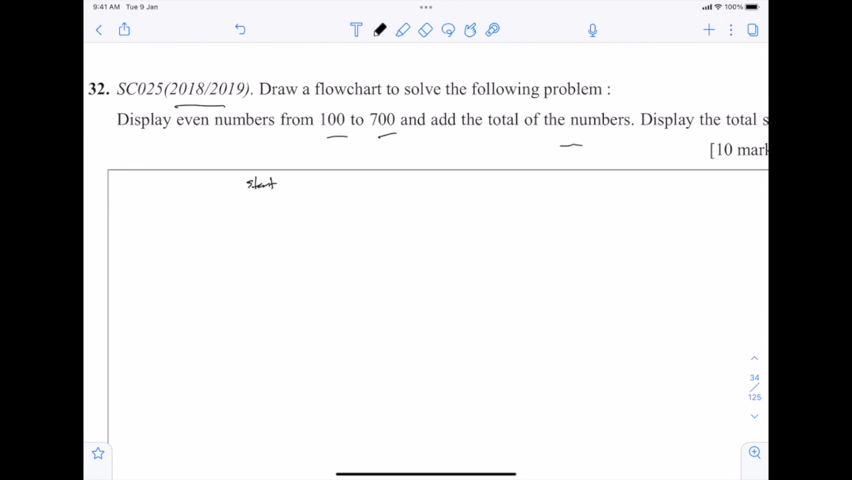 9:41 AM Tue 9 Jan
100%
T
32. SC025(2018/2019). Draw a flowchart to solve the following problem :
Display even numbers from 100 to 700 and add the total of the numbers. Display the total s
[10 mark
start
34
125